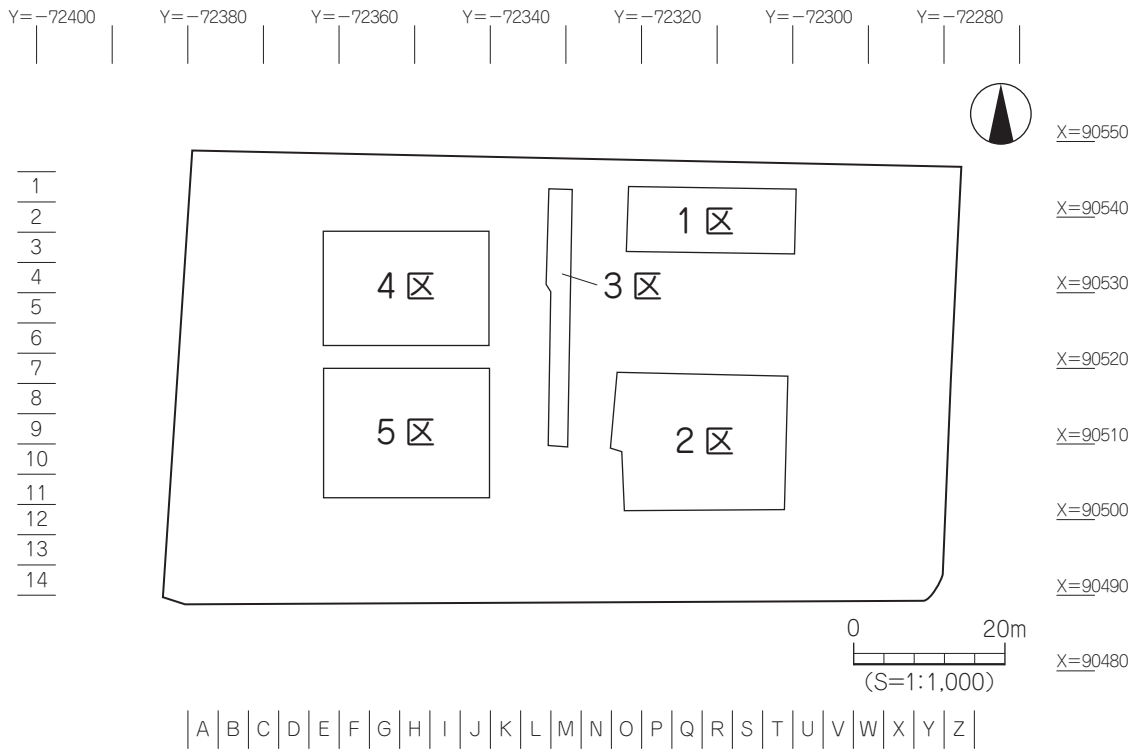 Y=-72400 Y=-72380 Y=-72360 Y=-72340 Y=-72320 Y=-72300 Y=-72280
X=90550
1
2
3
4
5
6
7
8
9
10
11
12
13
14
1 区
X=90540
4 区
3 区
X=90530
X=90520
5 区
2 区
X=90510
X=90500
X=90490
0 20m
(S=1:1,000)
X=90480
A B C D E F G H I J K L M N O P Q R S T U V W X Y Z